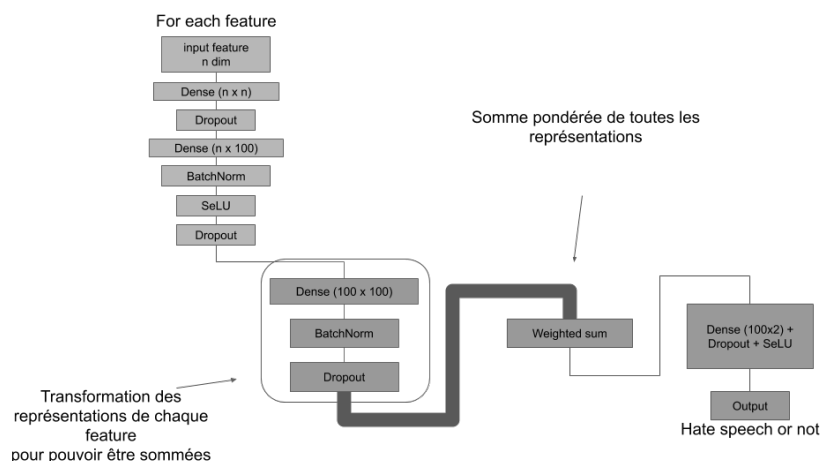 For each feature
input feature
n dim
Dense (n x n)
Dropout
Dense (n x 100)
BatchNorm
SeLU
Dropout
Dense (100 x 100)
BatchNorm
Dropout
Transformation des
représentations de chaque
feature
pour pouvoir être sommées
Somme pondérée de toutes les
représentations
Weighted sum
Dense (100x2) +
Dropout + SeLU
Output
Hate speech or not